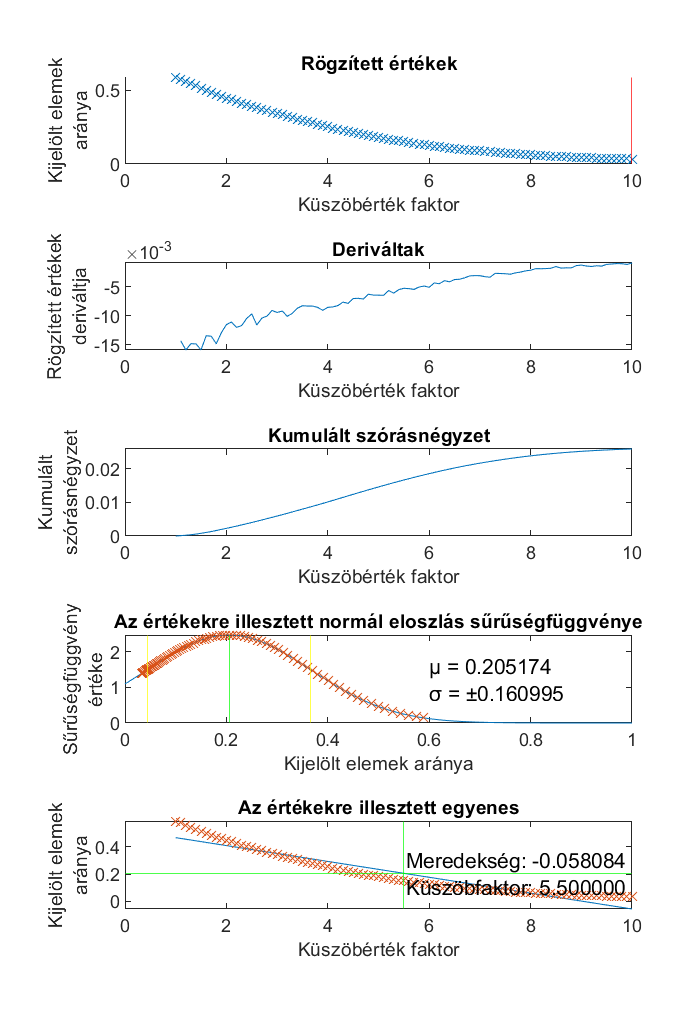 Rögzített értékek
Kijelölt elemek
aránya
0.5
0
0 2 4 6 8 10
Küszöbérték faktor
×10-3
Deriváltak
Rögzített értékek
deriváltja
-5
-10
-15
0 2 4 6 8 10
Küszöbérték faktor
Kumulált szórásnégyzet
Kumulált
szórásnégyzet
0.02
0.01
0
0 2 4 6 8 10
Küszöbérték faktor
Az értékekre illesztett normál eloszlás sűrűségfüggvénye
Sűrűségfüggvény
értéke
2
1
0
μ = 0.205174
σ = ±0.160995
0 0.2 0.4 0.6 0.8 1
Kijelölt elemek aránya
Az értékekre illesztett egyenes
Kijelölt elemek
aránya
0.4
0.2
0
Meredekség: -0.058084
Küszöbfaktor: 5.500000
0 2 4 6 8 10
Küszöbérték faktor